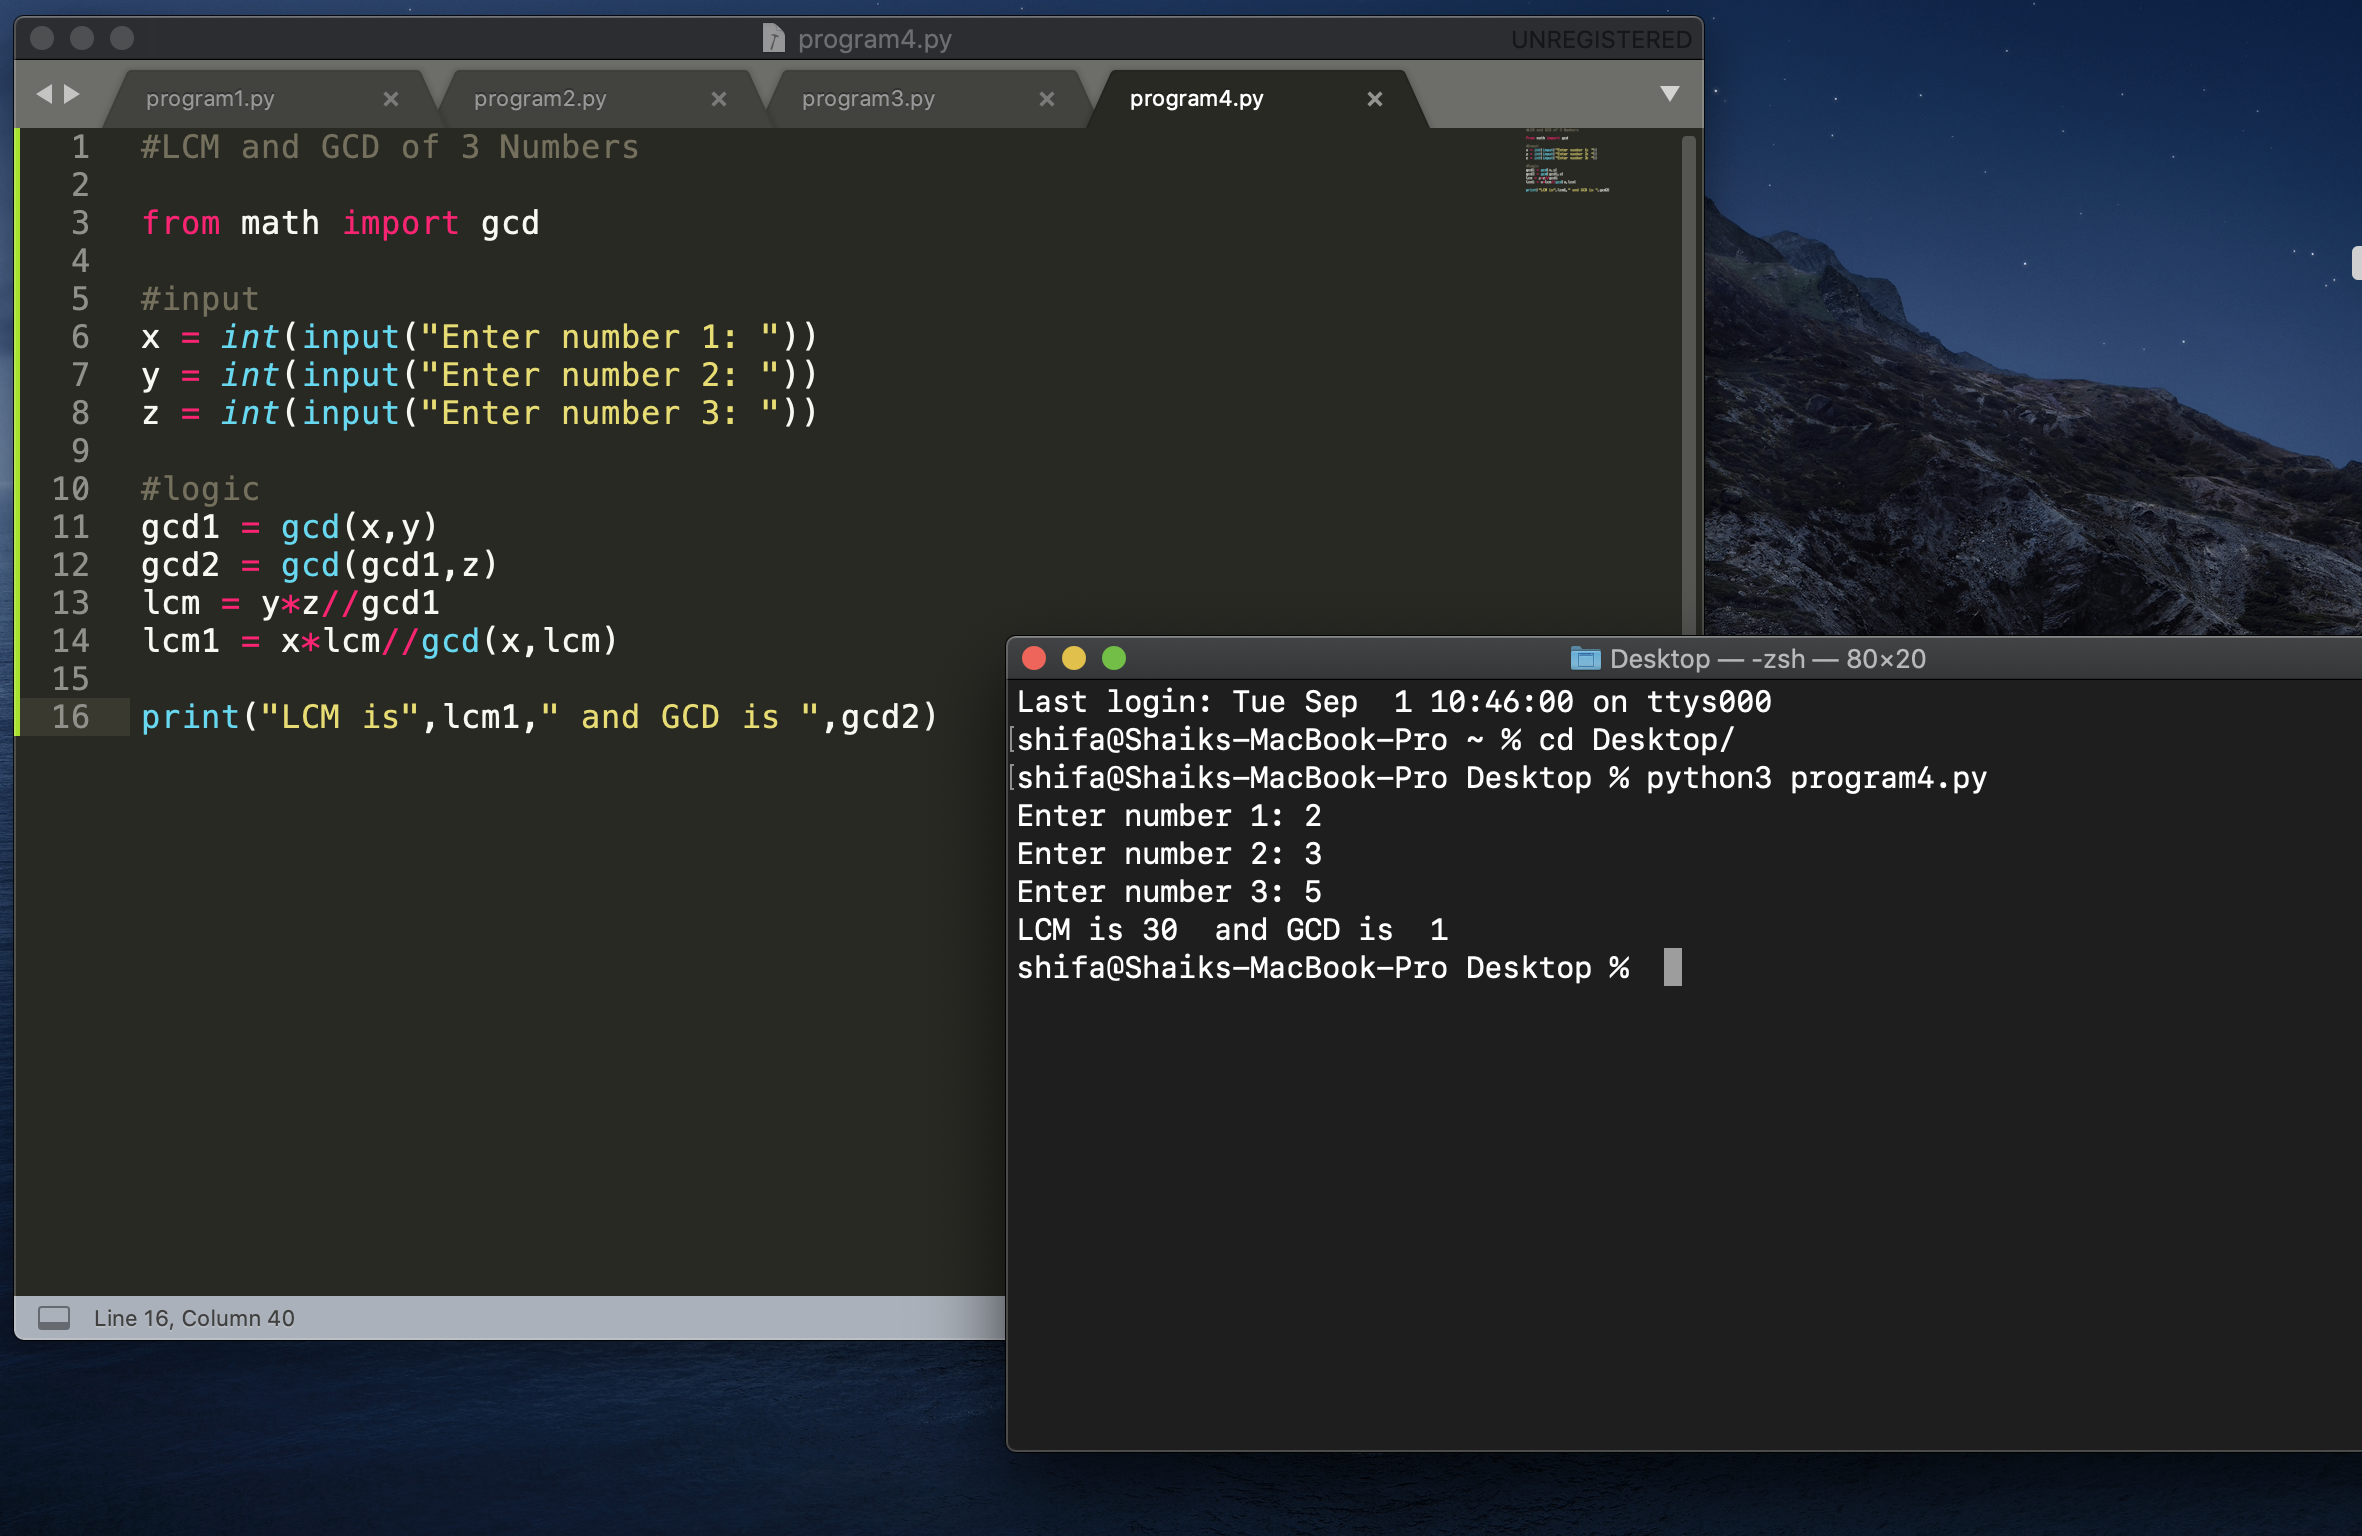 program4.py
UNREGISTERED
program1.py × program2.py × program3.py × program4.py ×
1 #LCM and GCD of 3 Numbers
2
3 from math import gcd
4
5 #input
6 x = int(input("Enter number 1: "))
7 y = int(input("Enter number 2: "))
8 z = int(input("Enter number 3: "))
9
10 #logic
11 gcd1 = gcd(x,y)
12 gcd2 = gcd(gcd1,z)
13 lcm = y*z//gcd1
14 lcm1 = x*lcm//gcd(x,lcm)
15
16 print("LCM is",lcm1," and GCD is ",gcd2)
Line 16, Column 40
Desktop — -zsh — 80×20
Last login: Tue Sep  1 10:46:00 on ttys000
[shifa@Shaiks-MacBook-Pro ~ % cd Desktop/
[shifa@Shaiks-MacBook-Pro Desktop % python3 program4.py
Enter number 1: 2
Enter number 2: 3
Enter number 3: 5
LCM is 30  and GCD is  1
shifa@Shaiks-MacBook-Pro Desktop %